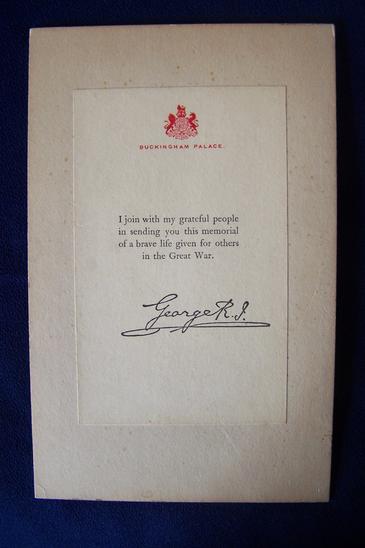 BUCKINGHAM PALACE.
I join with my grateful people
in sending you this memorial
of a brave life given for others
in the Great War.
George R.I.